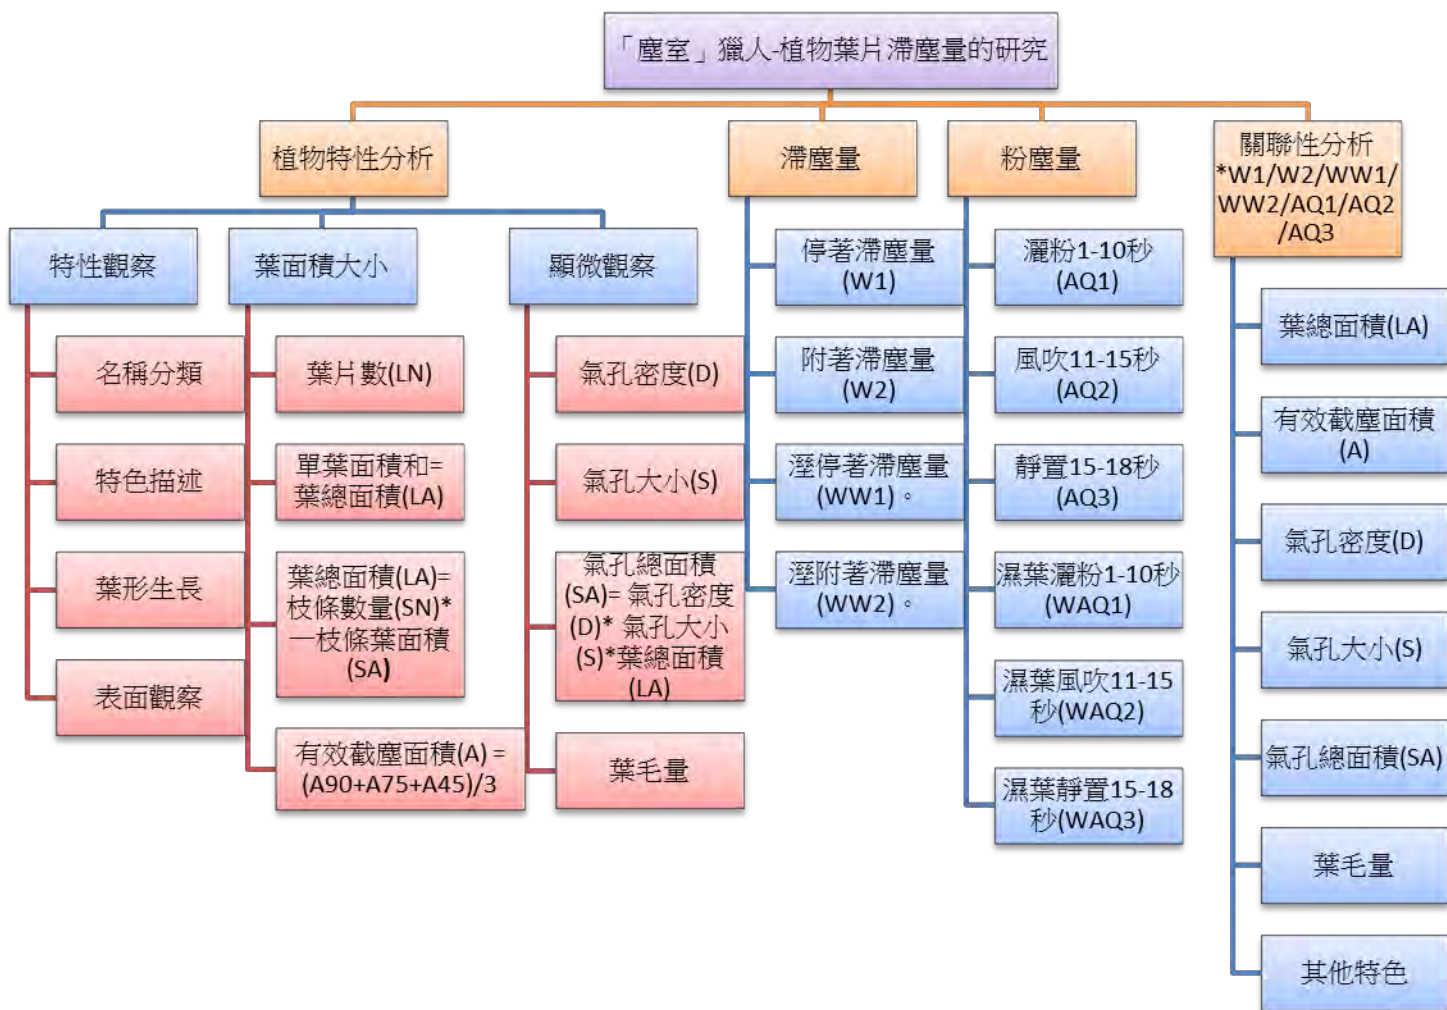 「塵室」獵人-植物葉片滯塵量的研究
植物特性分析
特性觀察
名稱分類
特色描述
葉形生長
表面觀察
葉面積大小
葉片數(LN)
單葉面積和=
葉總面積(LA)
葉總面積(LA)=
枝條數量(SN)*
一枝條葉面積
(SA)
有效截塵面積(A) =
(A90+A75+A45)/3
顯微觀察
氣孔密度(D)
氣孔大小(S)
氣孔總面積
(SA)= 氣孔密度
(D)* 氣孔大小
(S)*葉總面積
(LA)
葉毛量
滯塵量
停著滯塵量
(W1)
附著滯塵量
(W2)
溼停著滯塵量
(WW1)。
溼附著滯塵量
(WW2)。
粉塵量
灑粉1-10秒
(AQ1)
風吹11-15秒
(AQ2)
靜置15-18秒
(AQ3)
濕葉灑粉1-10秒
(WAQ1)
濕葉風吹11-15
秒(WAQ2)
濕葉靜置15-18
秒(WAQ3)
關聯性分析
*W1/W2/WW1/
WW2/AQ1/AQ2
/AQ3
葉總面積(LA)
有效截塵面積
(A)
氣孔密度(D)
氣孔大小(S)
氣孔總面積(SA)
葉毛量
其他特色